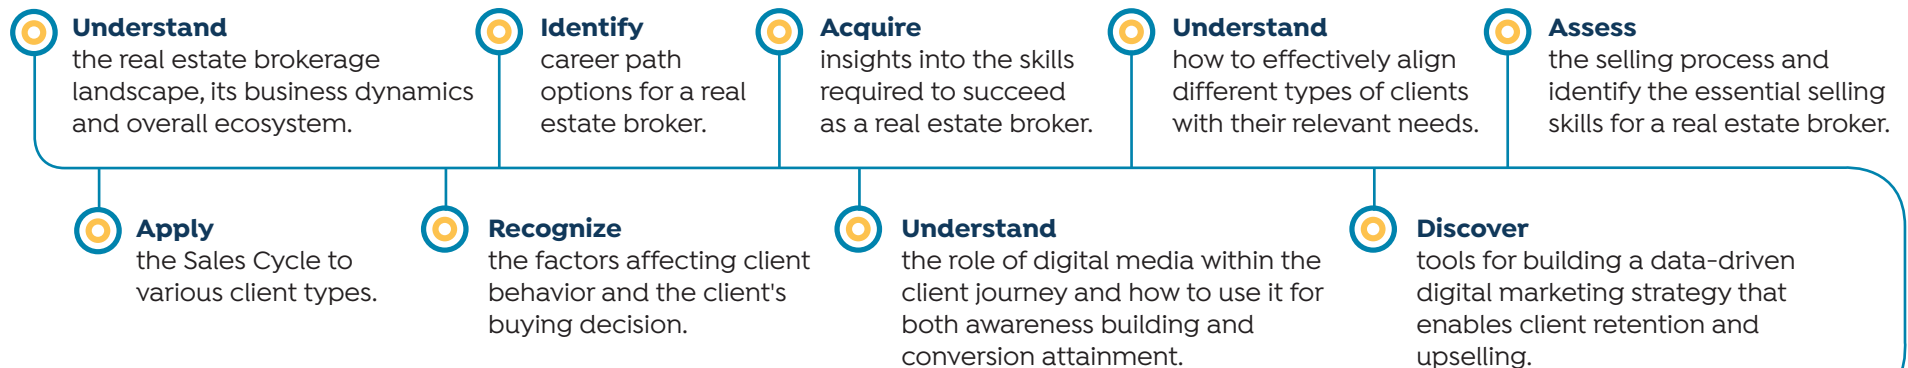 Understand
the real estate brokerage
landscape, its business dynamics
and overall ecosystem.
Identify
career path
options for a real
estate broker.
Acquire
insights into the skills
required to succeed
as a real estate broker.
Understand
how to effectively align
different types of clients
with their relevant needs.
Assess
the selling process and
identify the essential selling
skills for a real estate broker.
Apply
the Sales Cycle to
various client types.
Recognize
the factors affecting client
behavior and the client's
buying decision.
Understand
the role of digital media within the
client journey and how to use it for
both awareness building and
conversion attainment.
Discover
tools for building a data-driven
digital marketing strategy that
enables client retention and
upselling.